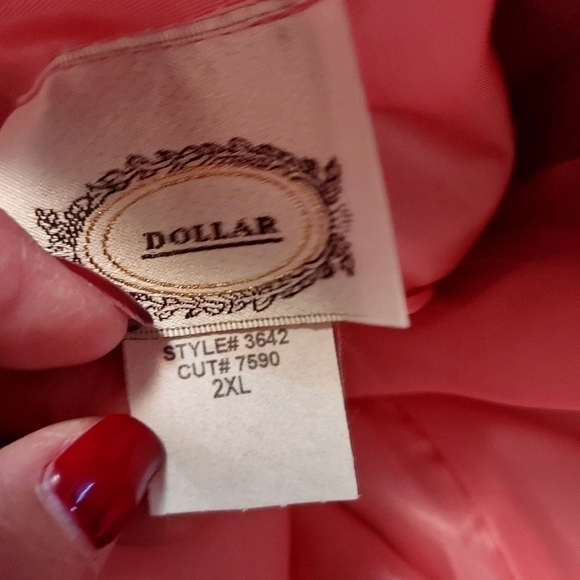 DOLLAR
STYLE# 3642
CUT# 7590
2XL